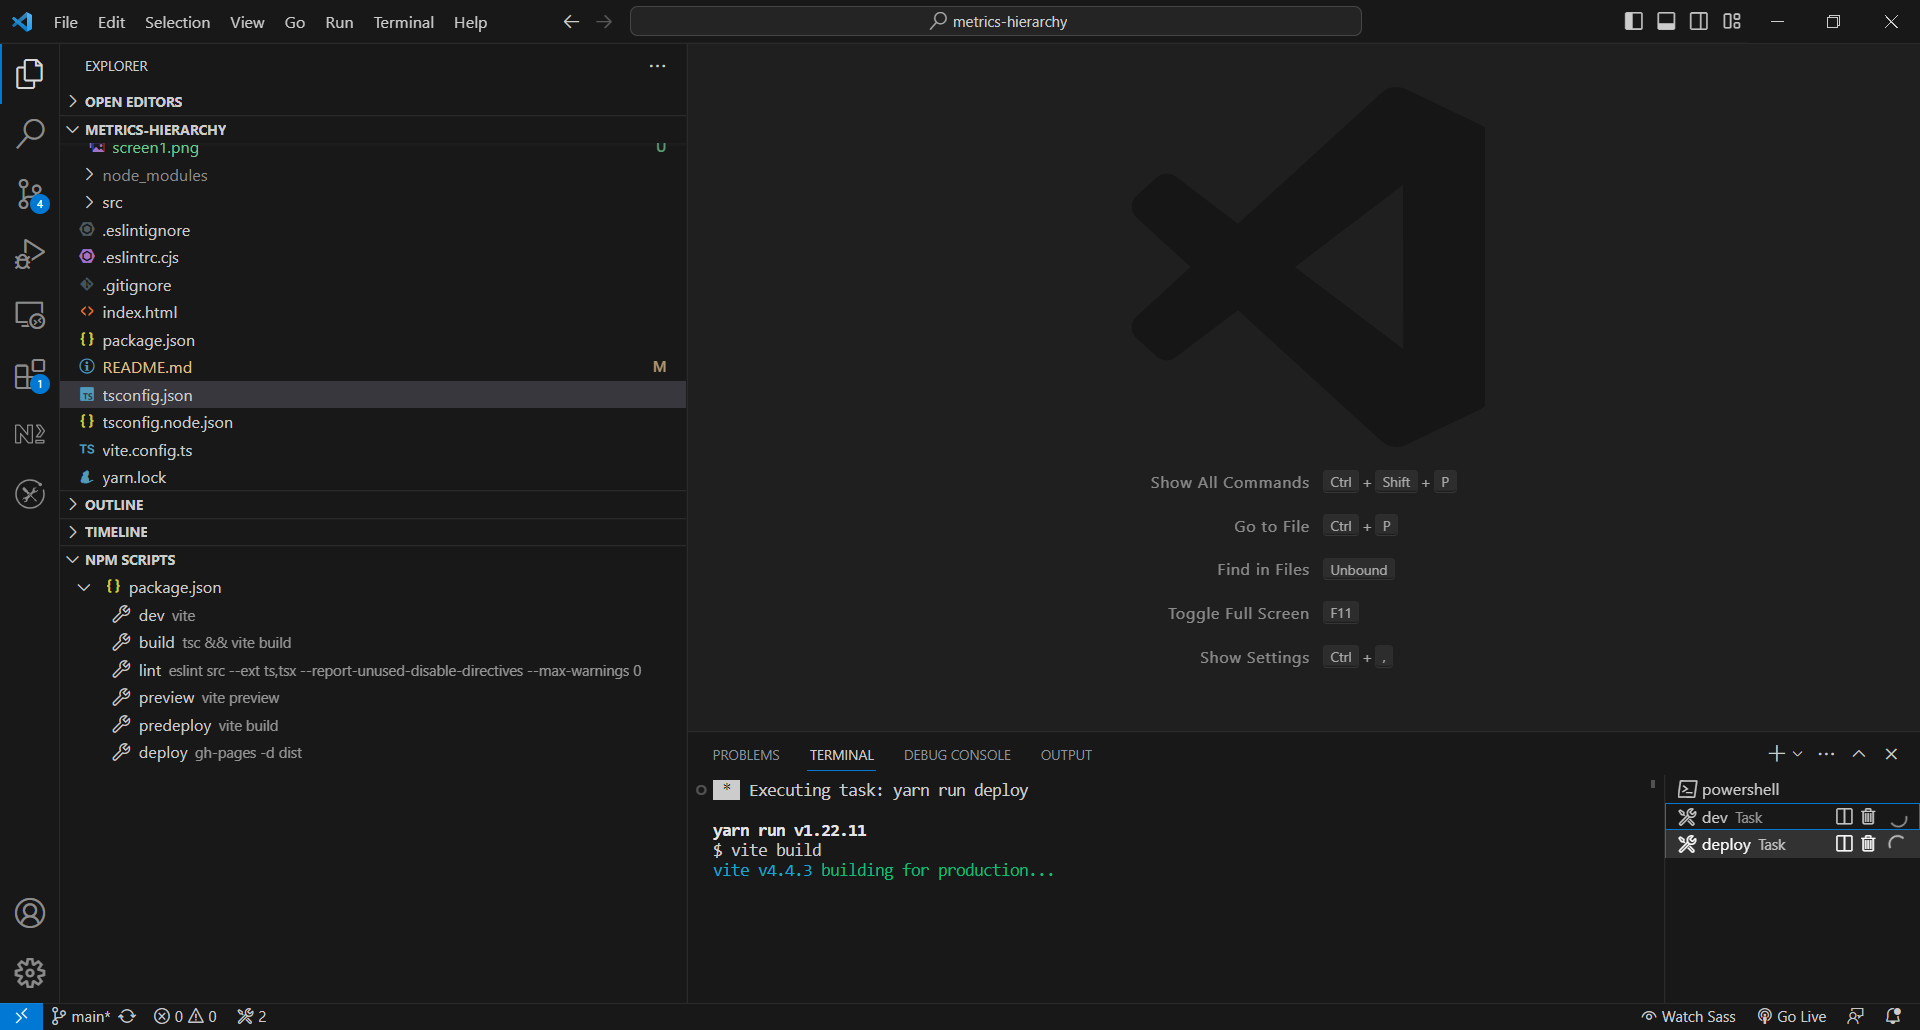 File Edit Selection View Go Run Terminal Help
metrics-hierarchy
EXPLORER
OPEN EDITORS
METRICS-HIERARCHY
screen1.png U
node_modules
src
.eslintignore
.eslintrc.cjs
.gitignore
index.html
{} package.json
README.md M
TS tsconfig.json
{} tsconfig.node.json
TS vite.config.ts
yarn.lock
OUTLINE
TIMELINE
NPM SCRIPTS
{} package.json
dev vite
build tsc && vite build
lint eslint src --ext ts,tsx --report-unused-disable-directives --max-warnings 0
preview vite preview
predeploy vite build
deploy gh-pages -d dist
4
1
Show All Commands Ctrl + Shift + P
Go to File Ctrl + P
Find in Files Unbound
Toggle Full Screen F11
Show Settings Ctrl + ,
PROBLEMS TERMINAL DEBUG CONSOLE OUTPUT
* Executing task: yarn run deploy
yarn run v1.22.11
$ vite build
vite v4.4.3 building for production...
powershell
dev Task
deploy Task
main* 0 0 2
Watch Sass Go Live